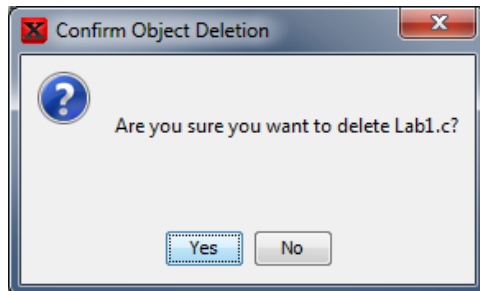 Confirm Object Deletion
Are you sure you want to delete Lab1.c?
Yes
No